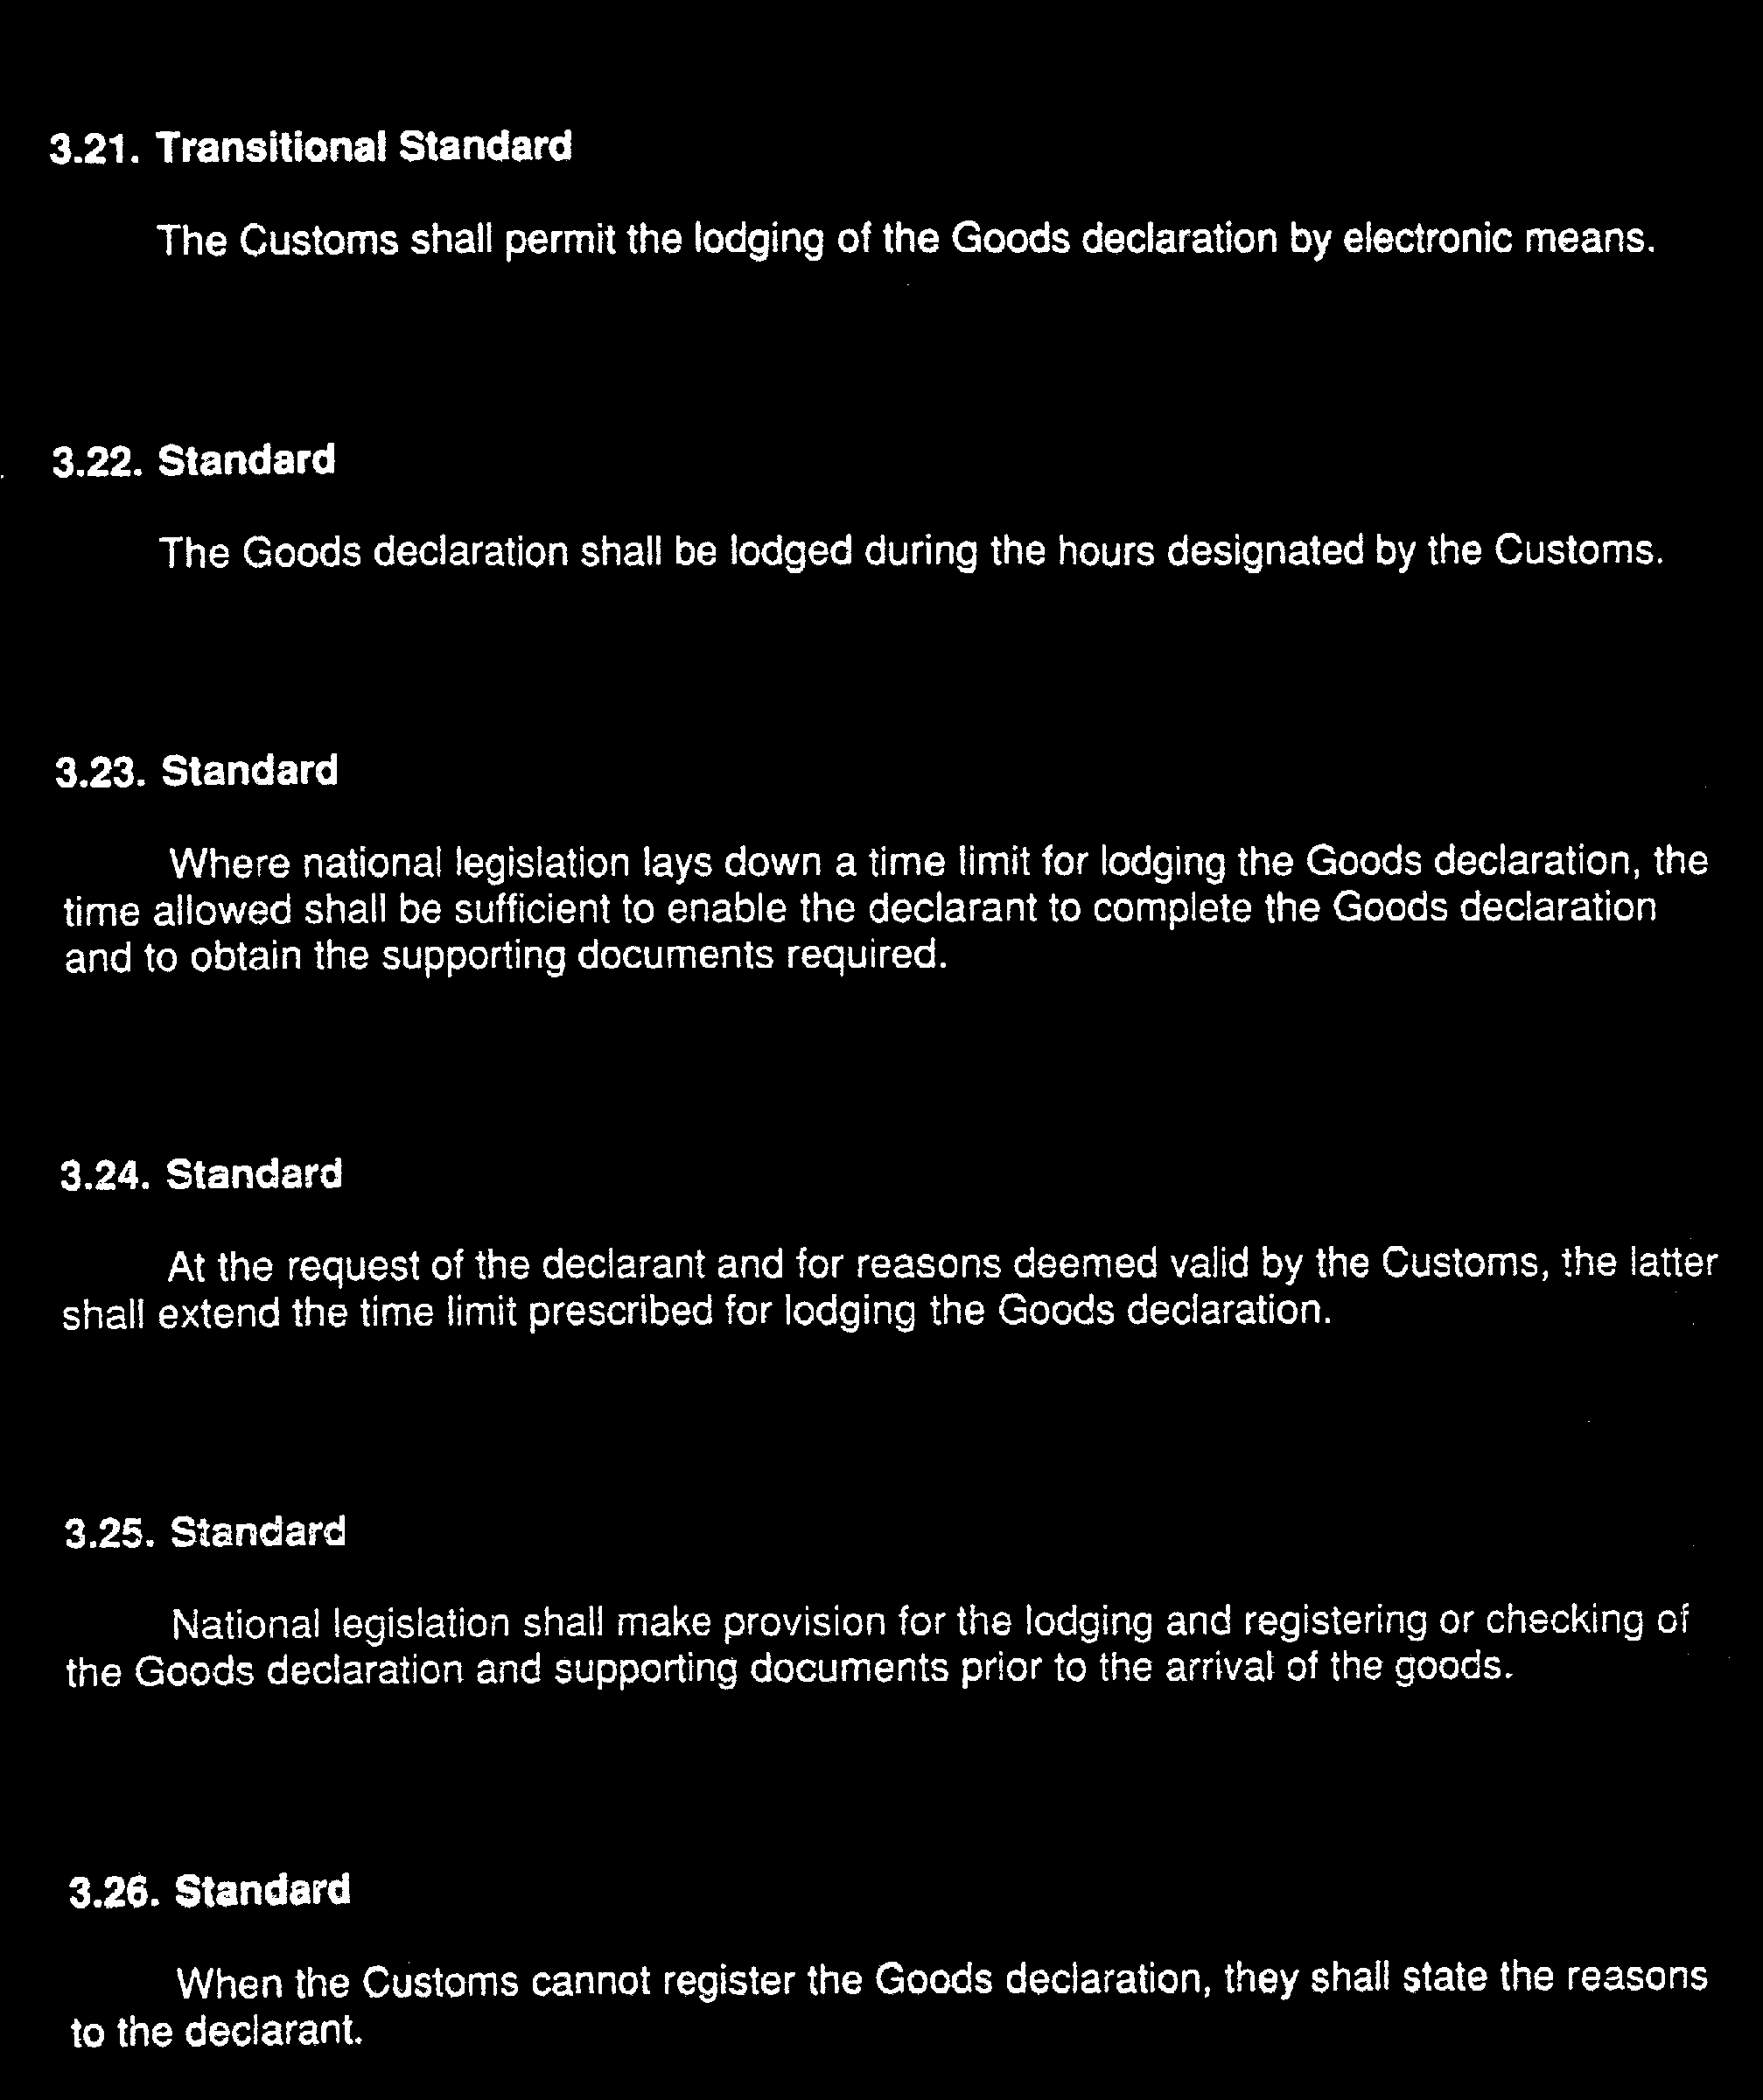 3.21. Transitional Standard
The Customs shall permit the lodging of the Goods declaration by electronic means.
3.22. Standard
The Goods declaration shall be lodged during the hours designated by the Customs.
3.23. Standard
Where national legislation lays down a time limit for lodging the Goods declaration, the
time allowed shall be sufficient to enable the declarant to complete the Goods declaration
and to obtain the supporting documents required.
3.24. Standard
At the request of the declarant and for reasons deemed valid by the Customs, the latter
shall extend the time limit prescribed for lodging the Goods declaration.
3.25. Standard
National legislation shall make provision for the lodging and registering or checking of
the Goods declaration and supporting documents prior to the arrival of the goods.
3.26. Standard
When the Customs cannot register the Goods declaration, they shall state the reasons
to the declarant.